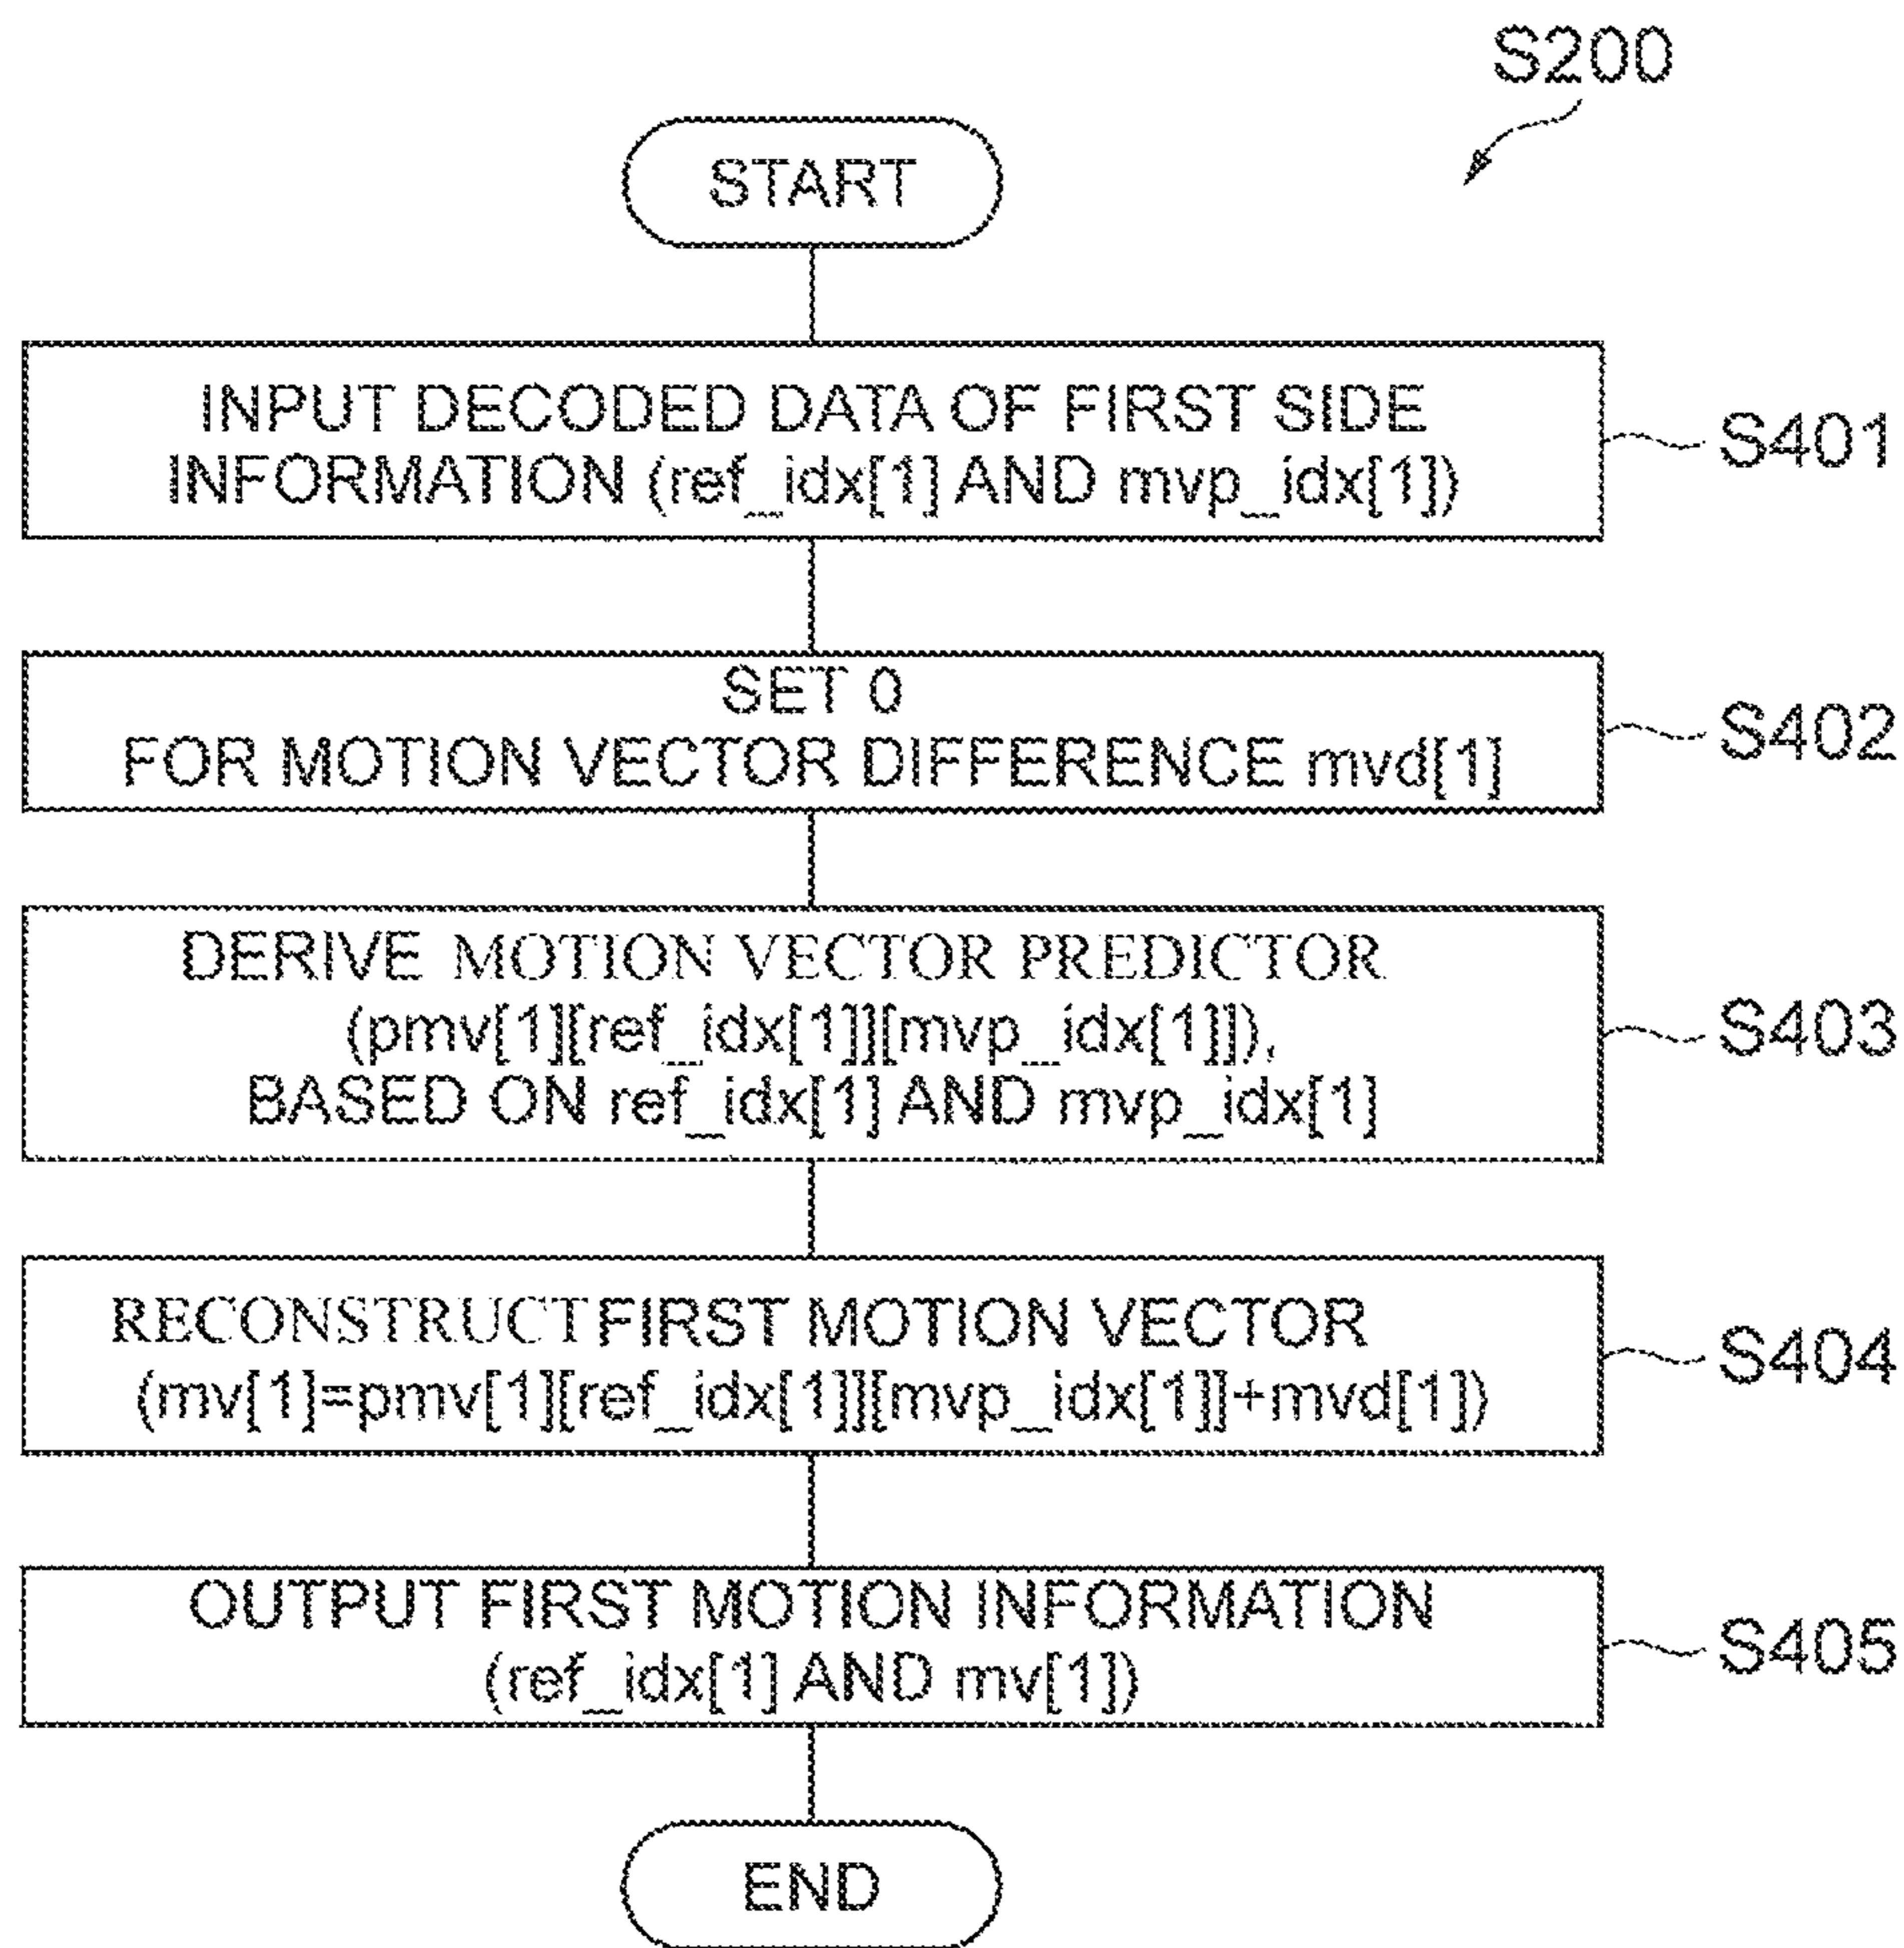 S200
START
INPUT DECODED DATA OF FIRST SIDE
INFORMATION (ref_idx[1] AND mvp_idx[1])
S401
SET 0
FOR MOTION VECTOR DIFFERENCE mvd[1]
S402
DERIVE MOTION VECTOR PREDICTOR
(pmv[1][ref_idx[1]][mvp_idx[1]]),
BASED ON ref_idx[1] AND mvp_idx[1]
S403
RECONSTRUCT FIRST MOTION VECTOR
(mv[1]=pmv[1][ref_idx[1]][mvp_idx[1]]+mvd[1])
S404
OUTPUT FIRST MOTION INFORMATION
(ref_idx[1] AND mv[1])
S405
END